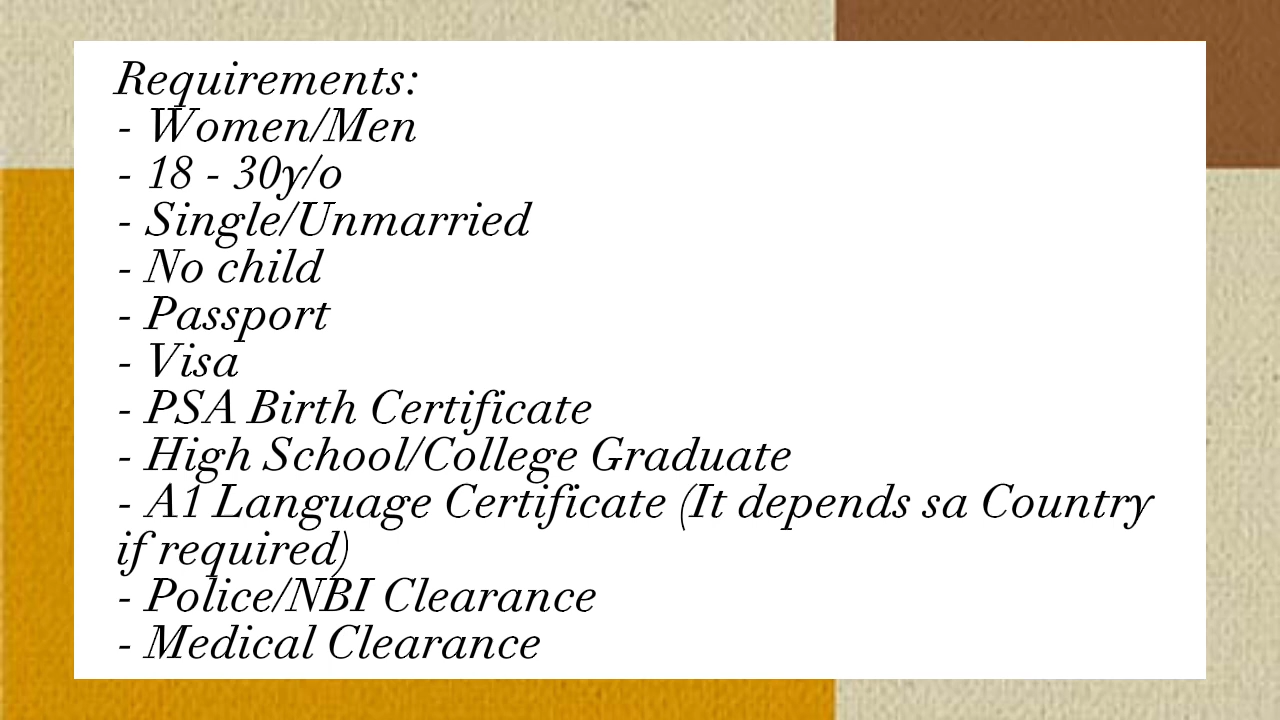 Requirements:
- Women/Men
- 18 - 30y/o
- Single/Unmarried
- No child
- Passport
- Visa
- PSA Birth Certificate
- High School/College Graduate
- A1 Language Certificate (It depends sa Country
if required)
- Police/NBI Clearance
- Medical Clearance